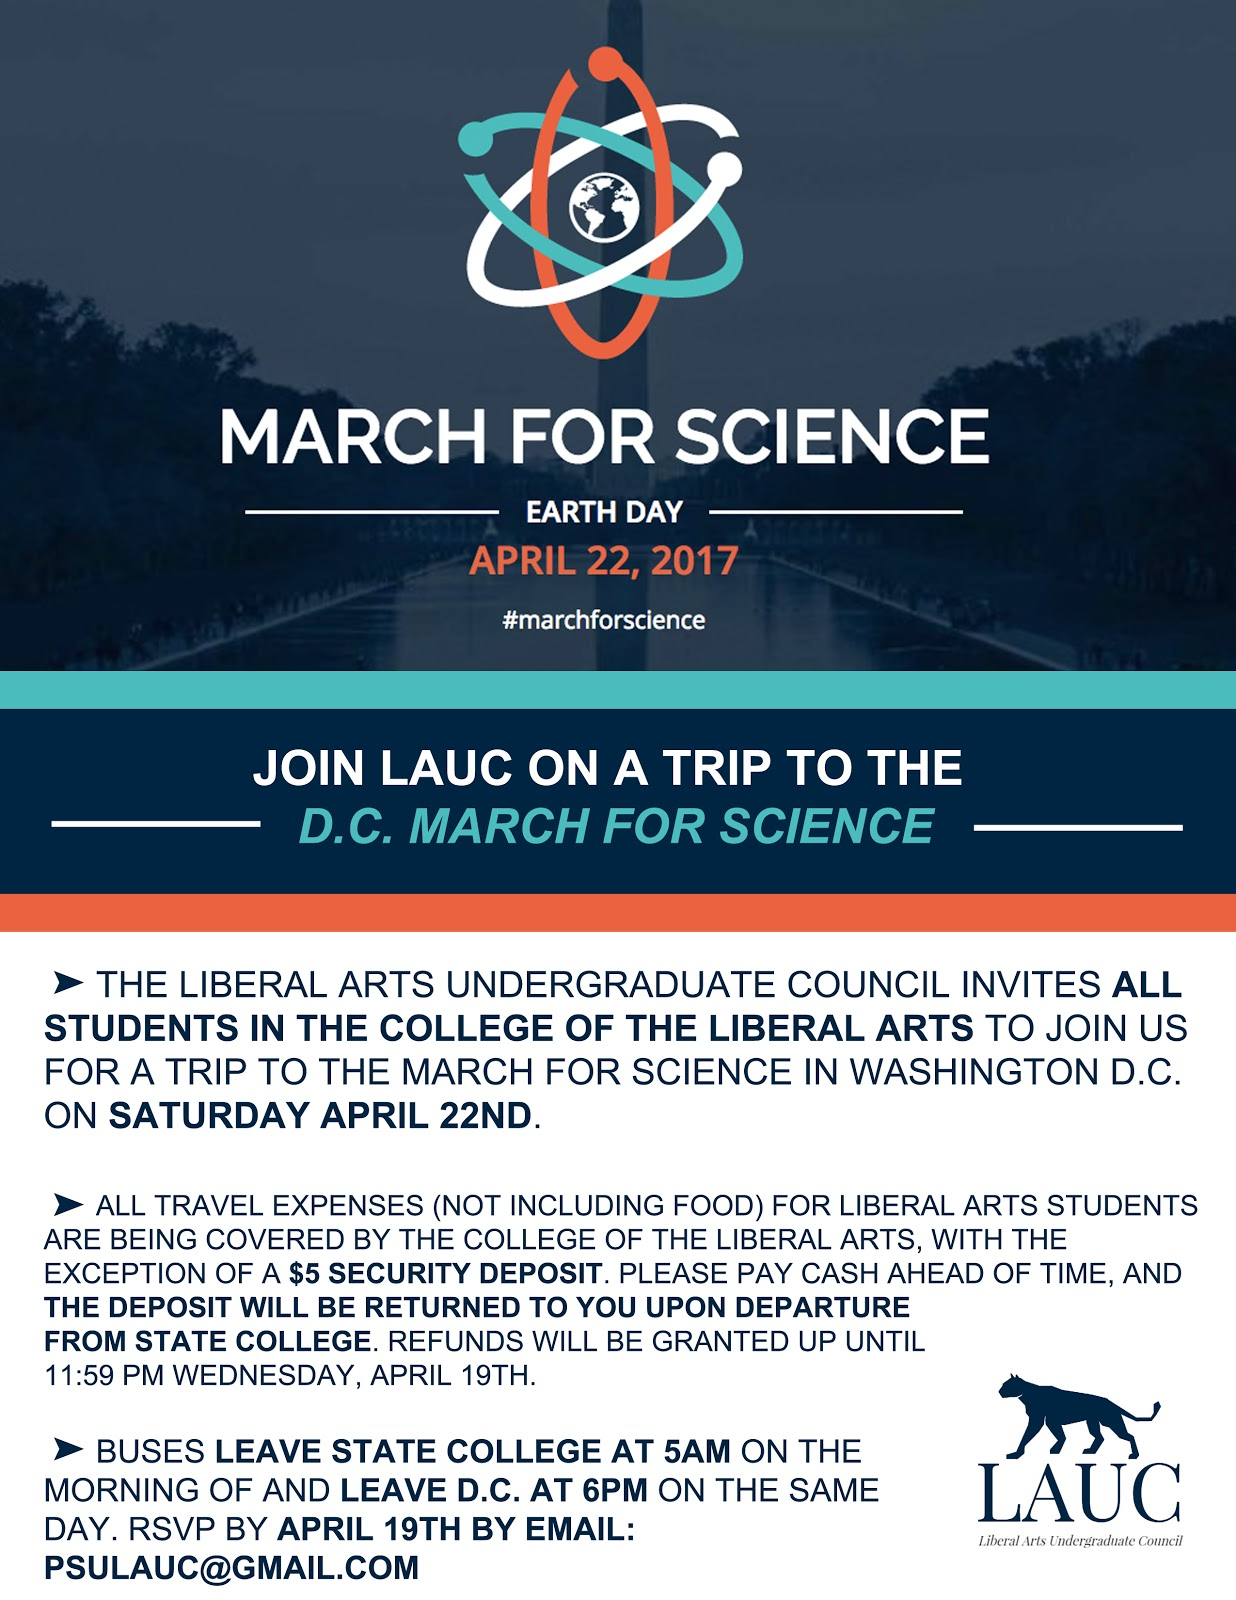 MARCH FOR SCIENCE
EARTH DAY
APRIL 22, 2017
#marchforscience
JOIN LAUC ON A TRIP TO THE
D.C. MARCH FOR SCIENCE
➤ THE LIBERAL ARTS UNDERGRADUATE COUNCIL INVITES ALL
STUDENTS IN THE COLLEGE OF THE LIBERAL ARTS TO JOIN US
FOR A TRIP TO THE MARCH FOR SCIENCE IN WASHINGTON D.C.
ON SATURDAY APRIL 22ND.
➤ ALL TRAVEL EXPENSES (NOT INCLUDING FOOD) FOR LIBERAL ARTS STUDENTS
ARE BEING COVERED BY THE COLLEGE OF THE LIBERAL ARTS, WITH THE
EXCEPTION OF A $5 SECURITY DEPOSIT. PLEASE PAY CASH AHEAD OF TIME, AND
THE DEPOSIT WILL BE RETURNED TO YOU UPON DEPARTURE
FROM STATE COLLEGE. REFUNDS WILL BE GRANTED UP UNTIL
11:59 PM WEDNESDAY, APRIL 19TH.
➤ BUSES LEAVE STATE COLLEGE AT 5AM ON THE
MORNING OF AND LEAVE D.C. AT 6PM ON THE SAME
DAY. RSVP BY APRIL 19TH BY EMAIL:
PSULAUC@GMAIL.COM
LAUC
Liberal Arts Undergraduate Council